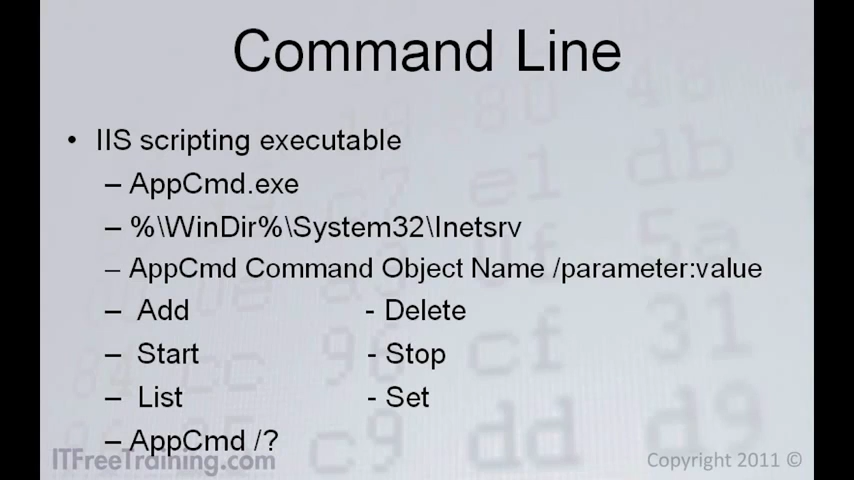 Command Line
• IIS scripting executable
– AppCmd.exe
– %\WinDir%\System32\Inetsrv
– AppCmd Command Object Name /parameter:value
– Add - Delete
– Start - Stop
– List - Set
– AppCmd /?
ITFreeTraining.com
Copyright 2011 ©